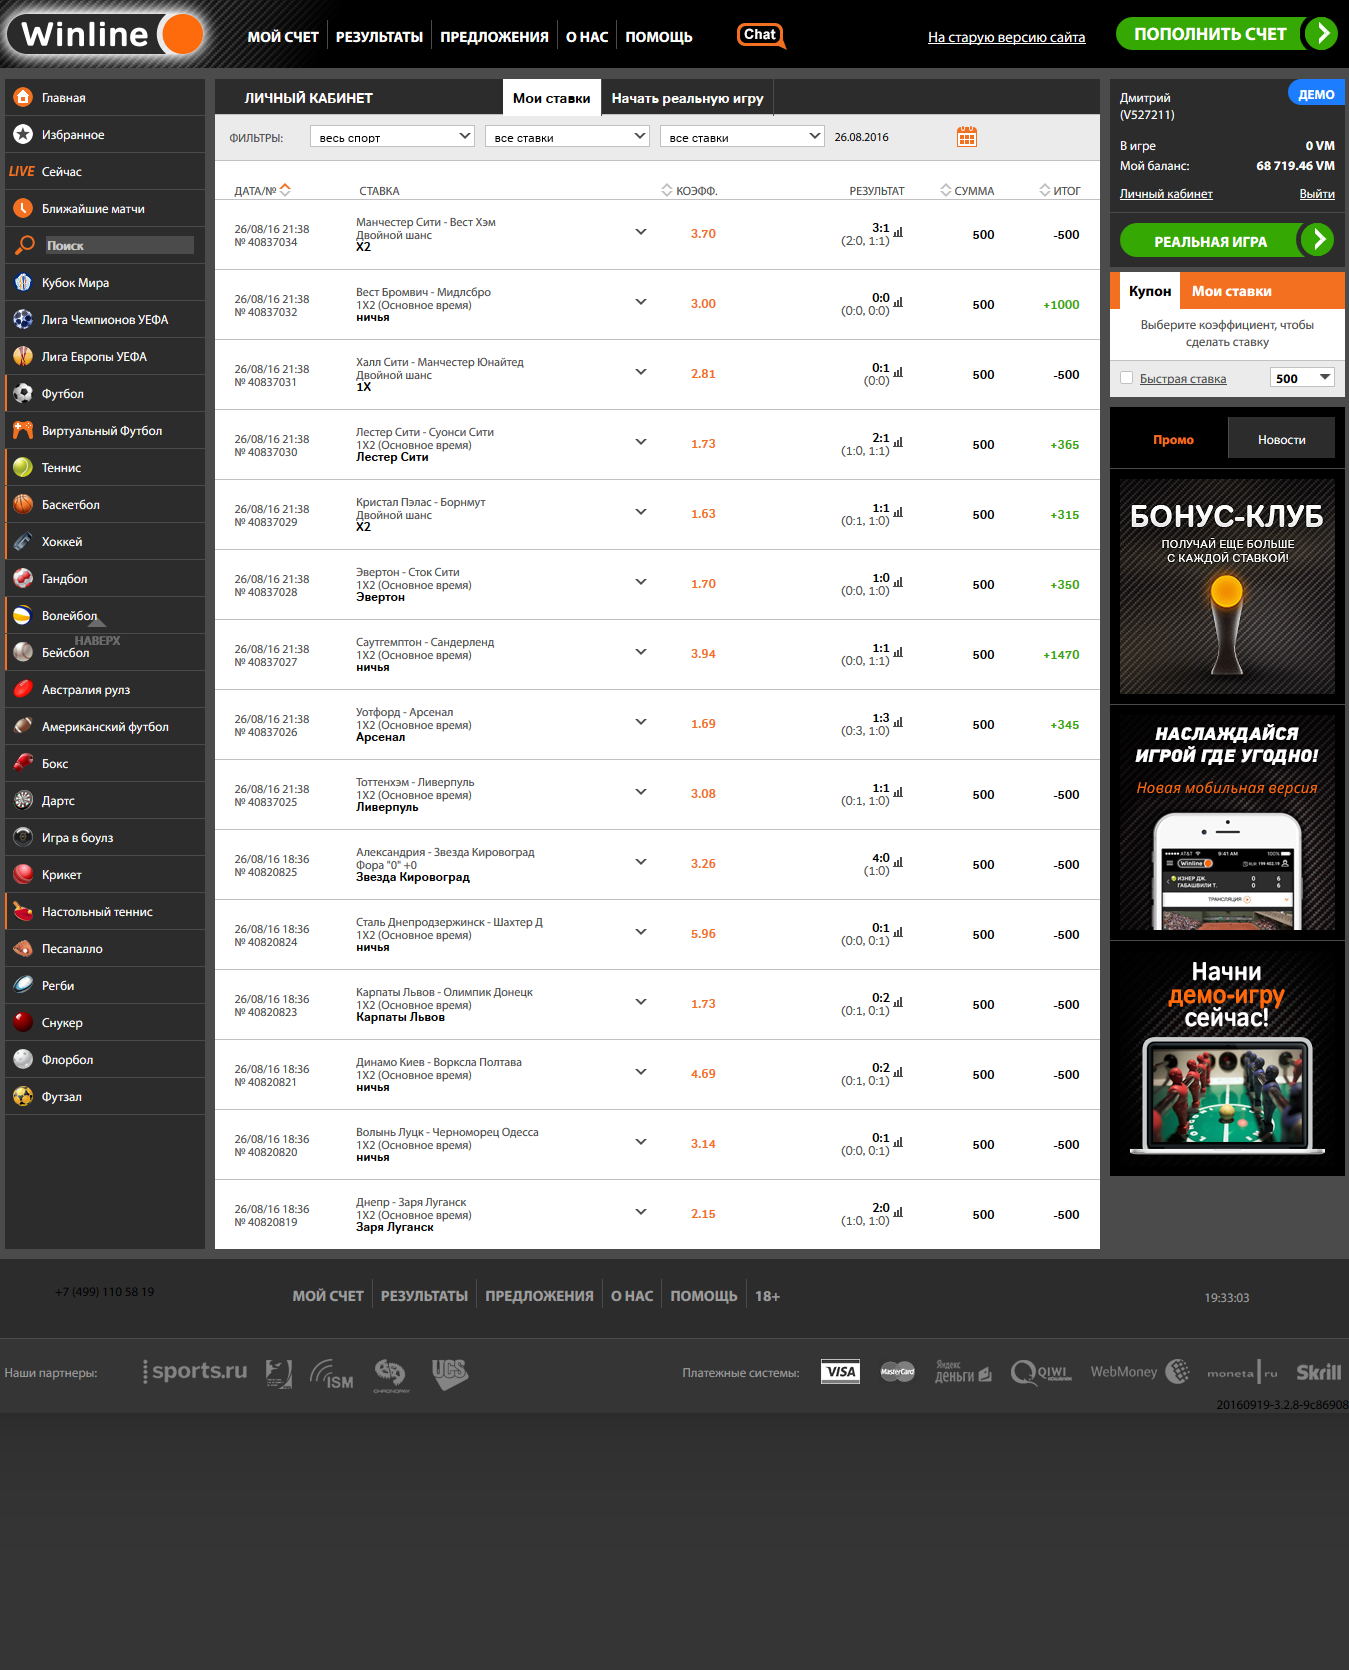 Winline
МОЙ СЧЕТ РЕЗУЛЬТАТЫ ПРЕДЛОЖЕНИЯ О НАС ПОМОЩЬ
Chat
На старую версию сайта
ПОПОЛНИТЬ СЧЕТ
Главная
Избранное
LIVE Сейчас
Ближайшие матчи
Поиск
Кубок Мира
Лига Чемпионов УЕФА
Лига Европы УЕФА
Футбол
Виртуальный Футбол
Теннис
Баскетбол
Хоккей
Гандбол
Волейбол
НАВЕРХ
Бейсбол
Австралия рулз
Американский футбол
Бокс
Дартс
Игра в боулз
Крикет
Настольный теннис
Песапалло
Регби
Снукер
Флорбол
Футзал
ЛИЧНЫЙ КАБИНЕТ Мои ставки Начать реальную игру
ФИЛЬТРЫ: весь спорт все ставки все ставки 26.08.2016
ДАТА/№ СТАВКА КОЭФФ. РЕЗУЛЬТАТ СУММА ИТОГ
26/08/16 21:38
№ 40837034
Манчестер Сити - Вест Хэм
Двойной шанс
X2
3.70
3:1
(2:0, 1:1)
500 -500
26/08/16 21:38
№ 40837032
Вест Бромвич - Мидлсбро
1X2 (Основное время)
ничья
3.00
0:0
(0:0, 0:0)
500 +1000
26/08/16 21:38
№ 40837031
Халл Сити - Манчестер Юнайтед
Двойной шанс
1X
2.81
0:1
(0:0)
500 -500
26/08/16 21:38
№ 40837030
Лестер Сити - Суонси Сити
1X2 (Основное время)
Лестер Сити
1.73
2:1
(1:0, 1:1)
500 +365
26/08/16 21:38
№ 40837029
Кристал Пэлас - Борнмут
Двойной шанс
X2
1.63
1:1
(0:1, 1:0)
500 +315
26/08/16 21:38
№ 40837028
Эвертон - Сток Сити
1X2 (Основное время)
Эвертон
1.70
1:0
(0:0, 1:0)
500 +350
26/08/16 21:38
№ 40837027
Саутгемптон - Сандерленд
1X2 (Основное время)
ничья
3.94
1:1
(0:0, 1:1)
500 +1470
26/08/16 21:38
№ 40837026
Уотфорд - Арсенал
1X2 (Основное время)
Арсенал
1.69
1:3
(0:3, 1:0)
500 +345
26/08/16 21:38
№ 40837025
Тоттенхэм - Ливерпуль
1X2 (Основное время)
Ливерпуль
3.08
1:1
(0:1, 1:0)
500 -500
26/08/16 18:36
№ 40820825
Александрия - Звезда Кировоград
Фора "0" +0
Звезда Кировоград
3.26
4:0
(1:0)
500 -500
26/08/16 18:36
№ 40820824
Сталь Днепродзержинск - Шахтер Д
1X2 (Основное время)
ничья
5.96
0:1
(0:0, 0:1)
500 -500
26/08/16 18:36
№ 40820823
Карпаты Львов - Олимпик Донецк
1X2 (Основное время)
Карпаты Львов
1.73
0:2
(0:1, 0:1)
500 -500
26/08/16 18:36
№ 40820821
Динамо Киев - Ворксла Полтава
1X2 (Основное время)
ничья
4.69
0:2
(0:1, 0:1)
500 -500
26/08/16 18:36
№ 40820820
Волынь Луцк - Черноморец Одесса
1X2 (Основное время)
ничья
3.14
0:1
(0:0, 0:1)
500 -500
26/08/16 18:36
№ 40820819
Днепр - Заря Луганск
1X2 (Основное время)
Заря Луганск
2.15
2:0
(1:0, 1:0)
500 -500
Дмитрий
(V527211)
ДЕМО
В игре 0 VM
Мой баланс: 68 719.46 VM
Личный кабинет Выйти
РЕАЛЬНАЯ ИГРА
Купон Мои ставки
Выберите коэффициент, чтобы
сделать ставку
Быстрая ставка 500
Промо Новости
БОНУС-КЛУБ
ПОЛУЧАЙ ЕЩЕ БОЛЬШЕ
С КАЖДОЙ СТАВКОЙ!
НАСЛАЖДАЙСЯ
ИГРОЙ ГДЕ УГОДНО!
Новая мобильная версия
AT&T 9:41 AM 100%
Winline
ИЗНЕР ДЖ. 0 6
ГАБАШВИЛИ Т. 0 6
ТРАНСЛЯЦИЯ
Начни
демо-игру
сейчас!
+7 (499) 110 58 19
МОЙ СЧЕТ РЕЗУЛЬТАТЫ ПРЕДЛОЖЕНИЯ О НАС ПОМОЩЬ 18+
19:33:03
Наши партнеры: sports.ru ISM CHRONOPAY UCS
Платежные системы: VISA MasterCard Яндекс деньги QIWI WebMoney moneta.ru Skrill
20160919-3.2.8-9c86908